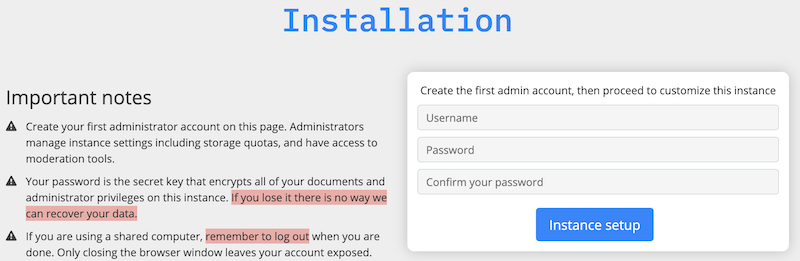 Installation
Important notes
Create your first administrator account on this page. Administrators
manage instance settings including storage quotas, and have access to
moderation tools.
Your password is the secret key that encrypts all of your documents and
administrator privileges on this instance. If you lose it there is no way we
can recover your data.
If you are using a shared computer, remember to log out when you are
done. Only closing the browser window leaves your account exposed.
Create the first admin account, then proceed to customize this instance
Username
Password
Confirm your password
Instance setup